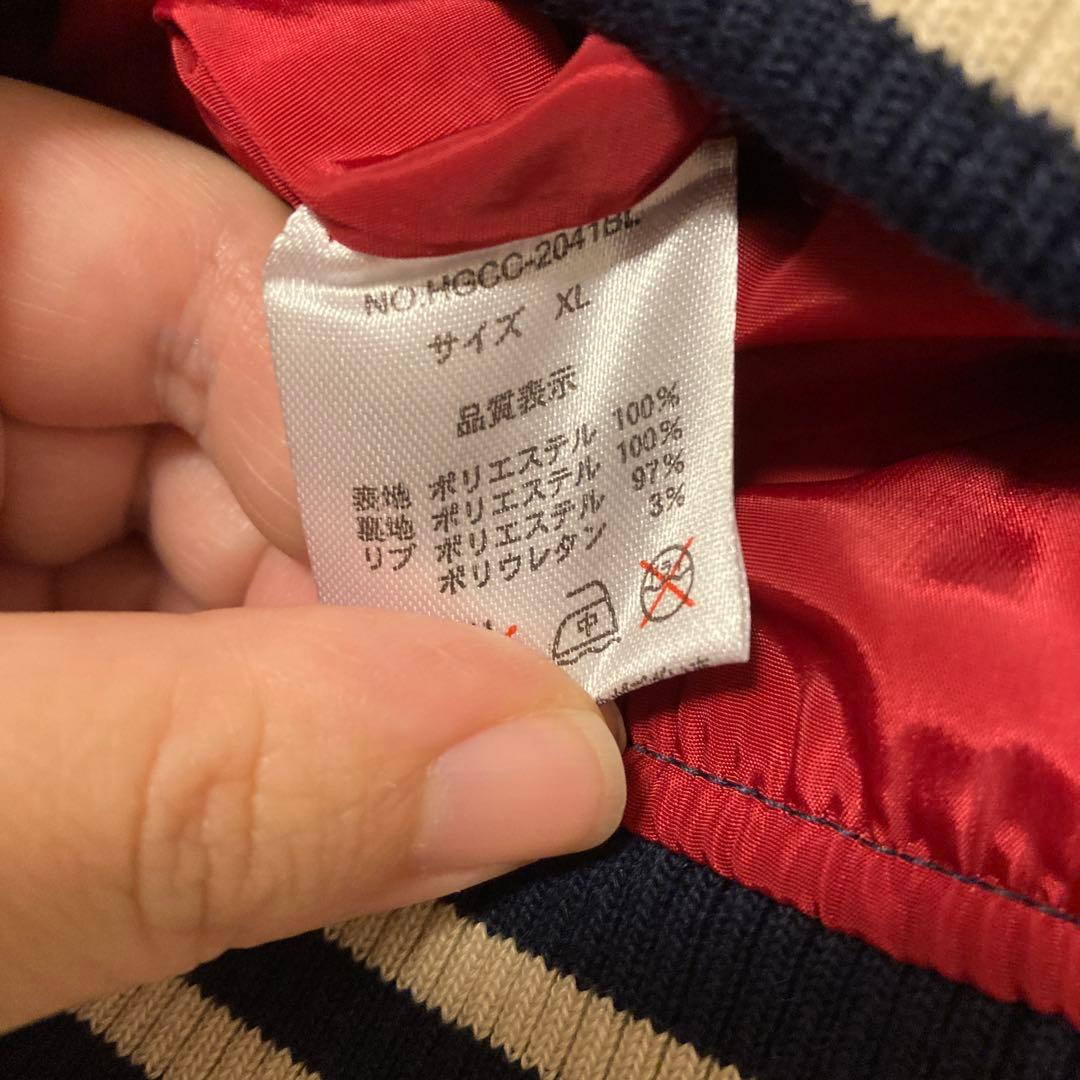 NO.HGCC-2041BL
サイズ XL
品質表示
表地 ポリエステル 100%
裏地 ポリエステル 100%
リブ ポリエステル 97%
ポリウレタン 3%
中